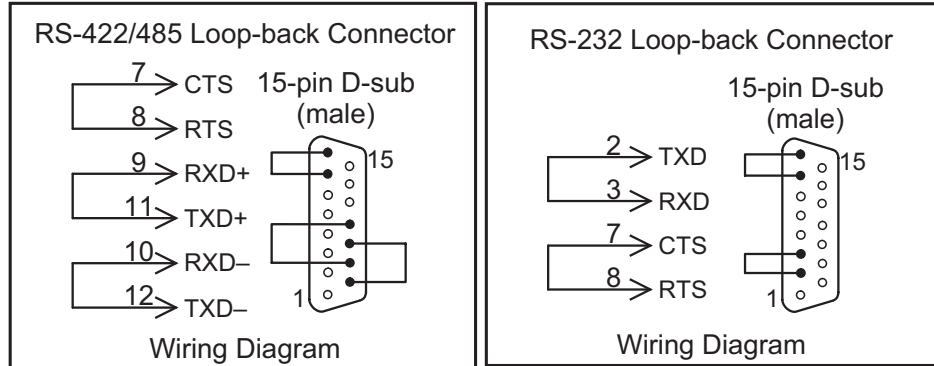 RS-422/485 Loop-back Connector
7 CTS
8 RTS
9 RXD+
11 TXD+
10 RXD–
12 TXD–
15-pin D-sub
(male)
15
1
Wiring Diagram
RS-232 Loop-back Connector
2 TXD
3 RXD
7 CTS
8 RTS
15-pin D-sub
(male)
15
1
Wiring Diagram